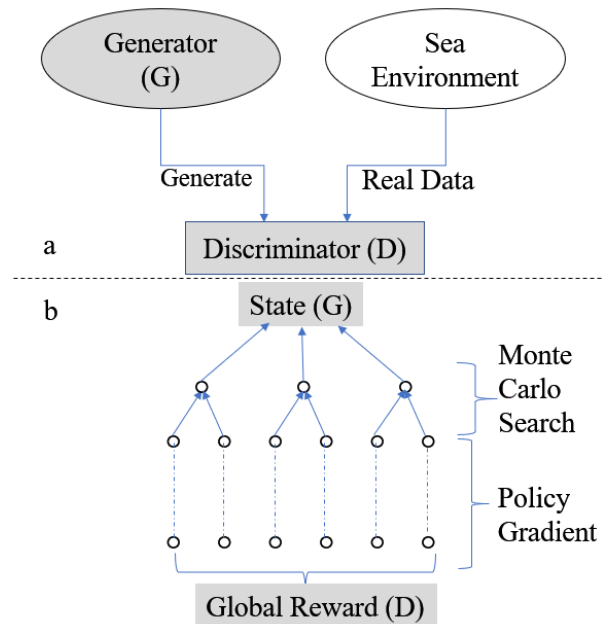 Generator
(G)
Sea
Environment
Generate
Real Data
a
Discriminator (D)
b
State (G)
Monte
Carlo
Search
Policy
Gradient
Global Reward (D)